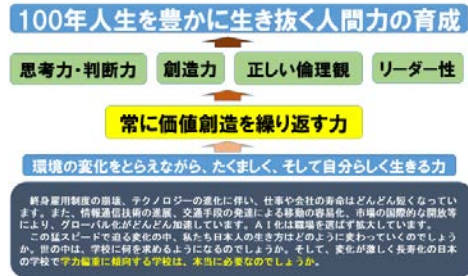 100年人生を豊かに生き抜く人間力の育成
思考力・判断力
創造力
正しい倫理観
リーダー性
常に価値創造を繰り返す力
環境の変化をとらえながら、たくましく、そして自分らしく生きる力
終身雇用制度の崩壊、テクノロジーの進化に伴い、仕事や会社の寿命はどんどん短くなってい
ます。また、情報通信技術の進展、交通手段の発達による移動の容易化、市場の国際的な開放等
により、グローバル化がどんどん加速しています。AI化は職場を選ばず拡大しています。
この猛スピードで迫る変化の中、私たち日本人の生き方はどのように変わっていくのでしょう
か。世の中は、学校に何を求めるようになるのでしょうか。そして、変化が激しく長寿化の日本
の学校で学力偏重に傾向する学校は、本当に必要なのでしょうか。